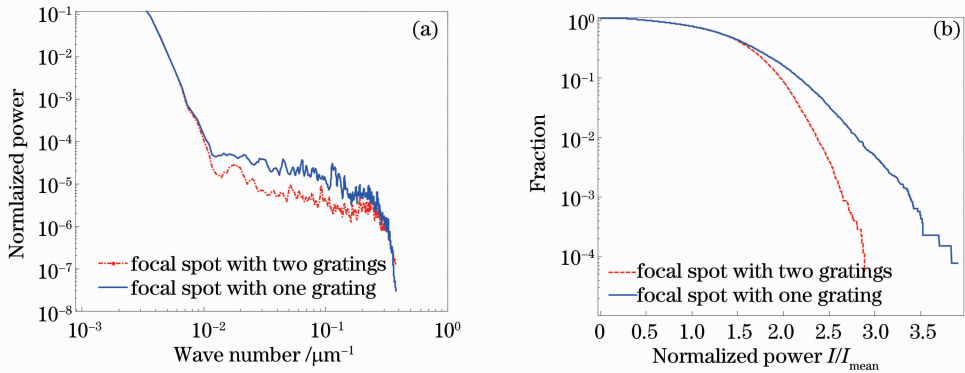 (a)
10^-1
10^-2
10^-3
10^-4
10^-5
10^-6
10^-7
10^-8
Normlaized power
focal spot with two gratings
focal spot with one grating
10^-3
10^-2
10^-1
10^0
Wave number /μm^-1
(b)
10^0
10^-1
10^-2
10^-3
10^-4
Fraction
focal spot with two gratings
focal spot with one grating
0
0.5
1.0
1.5
2.0
2.5
3.0
3.5
Normalized power I/I_mean